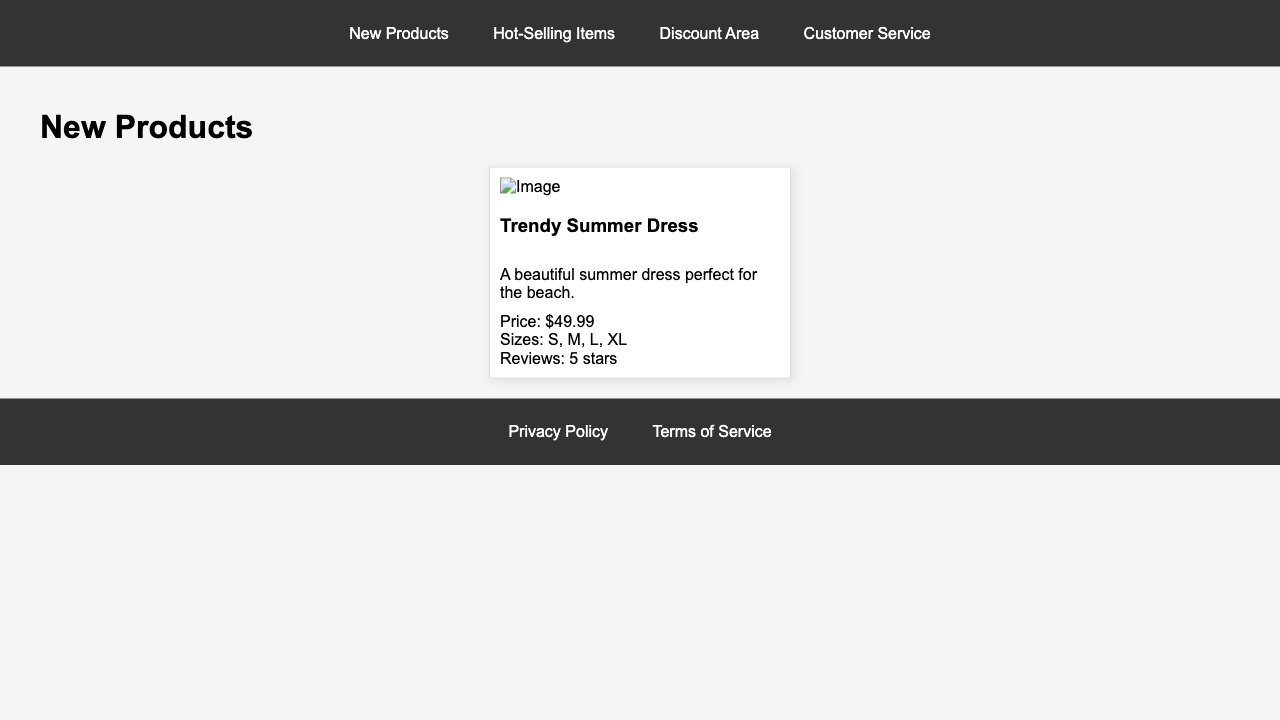 New Products Hot-Selling Items Discount Area Customer Service
New Products
Image
Trendy Summer Dress
A beautiful summer dress perfect for
the beach.
Price: $49.99
Sizes: S, M, L, XL
Reviews: 5 stars
Privacy Policy Terms of Service